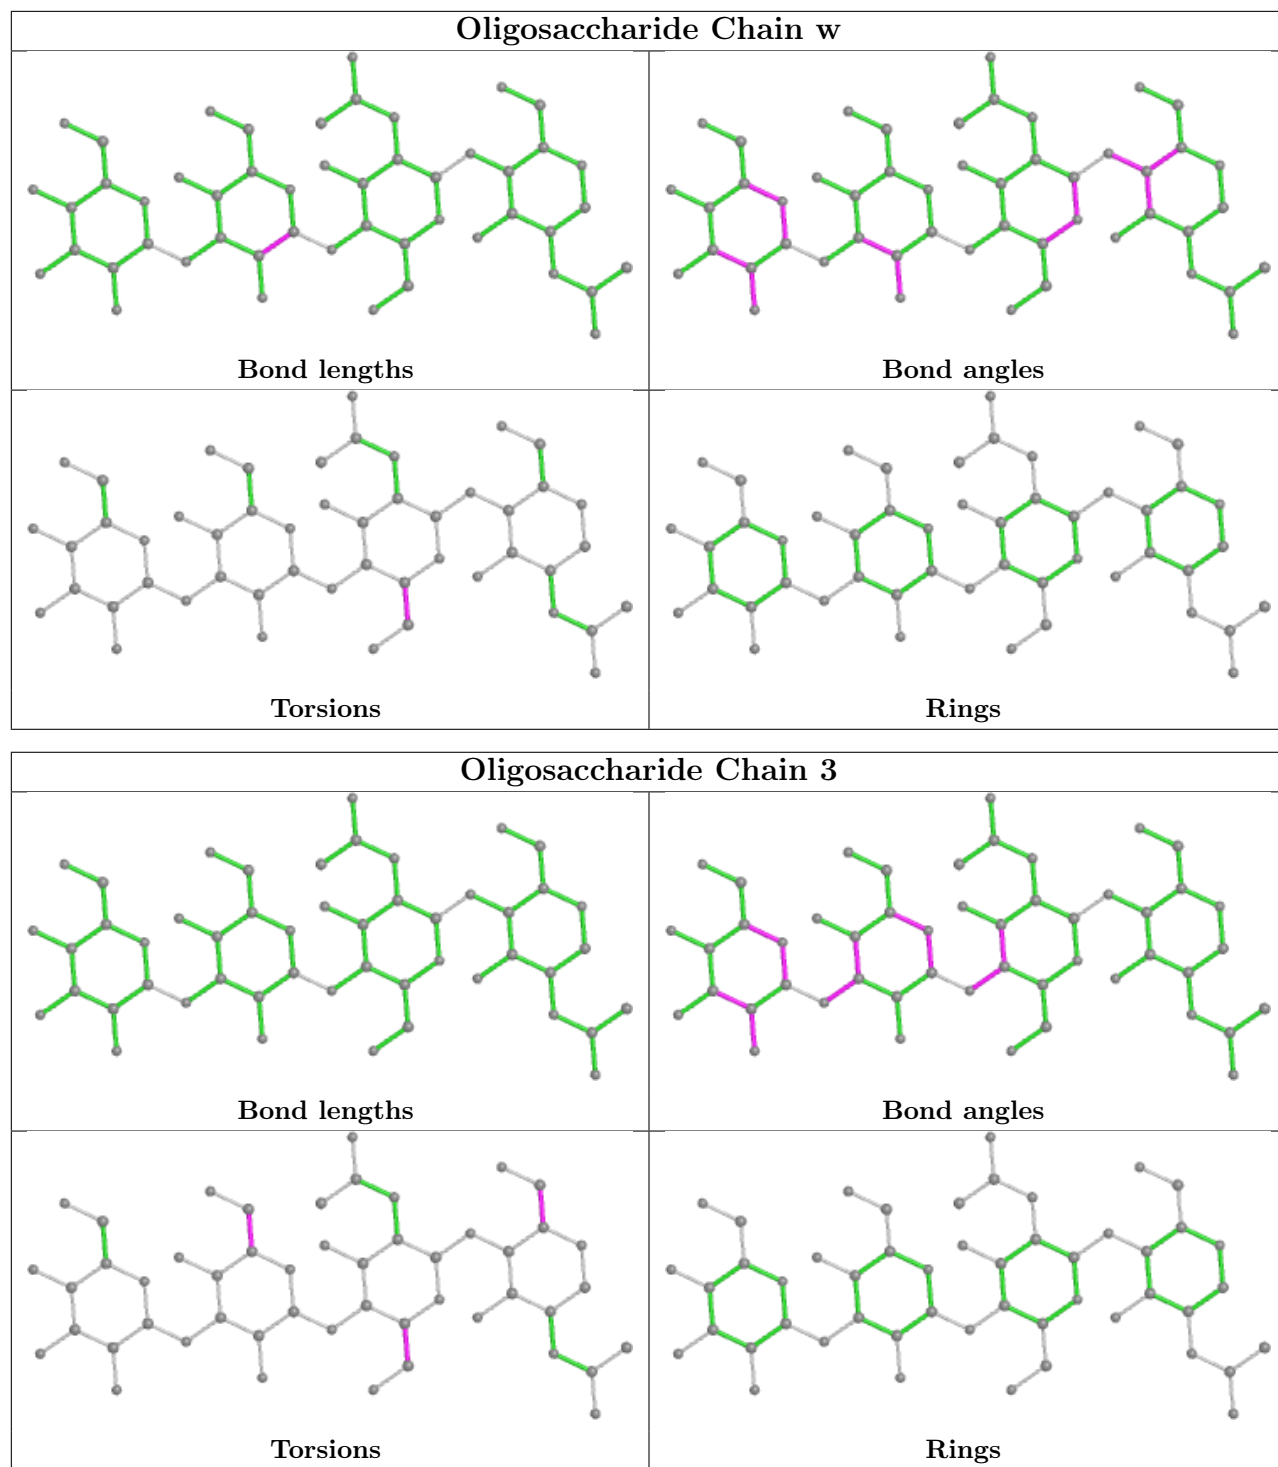 Oligosaccharide Chain w
Bond lengths
Bond angles
Torsions
Rings
Oligosaccharide Chain 3
Bond lengths
Bond angles
Torsions
Rings